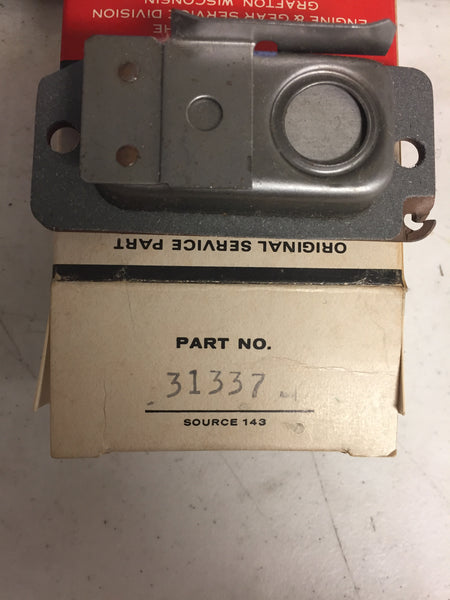 ENGINE & GEAR SERVICE DIVISION
GRAFTON WISCONSIN
ORIGINAL SERVICE PART
PART NO.
31337
SOURCE 143